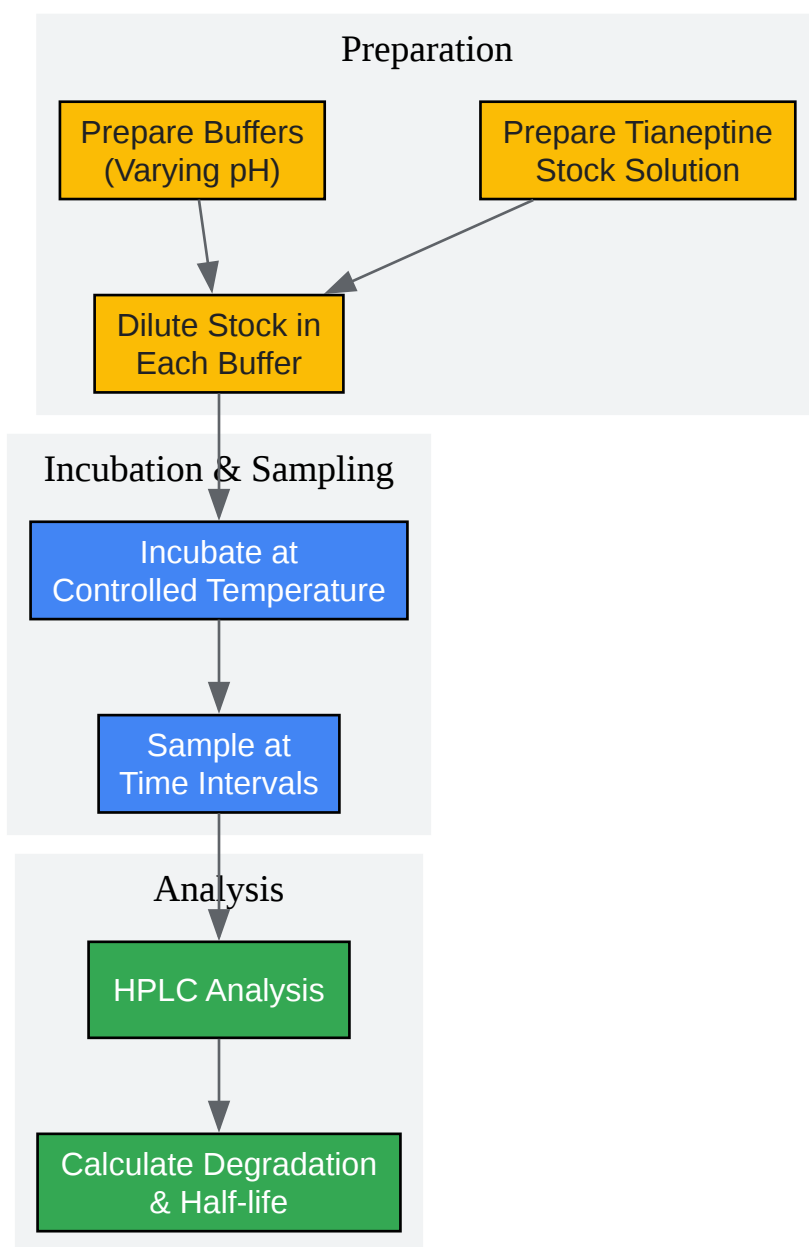 Preparation
Prepare Buffers
(Varying pH)
Prepare Tianeptine
Stock Solution
Dilute Stock in
Each Buffer
Incubation & Sampling
Incubate at
Controlled Temperature
Sample at
Time Intervals
Analysis
HPLC Analysis
Calculate Degradation
& Half-life